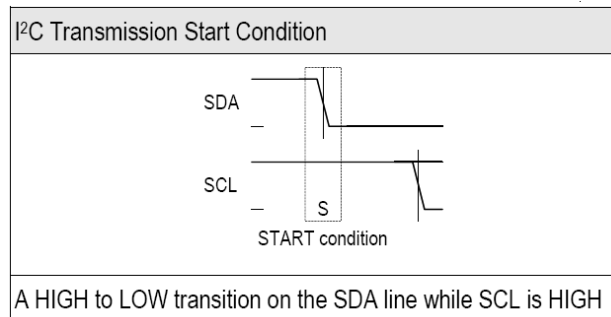 I²C Transmission Start Condition
SDA
SCL
S
START condition
A HIGH to LOW transition on the SDA line while SCL is HIGH